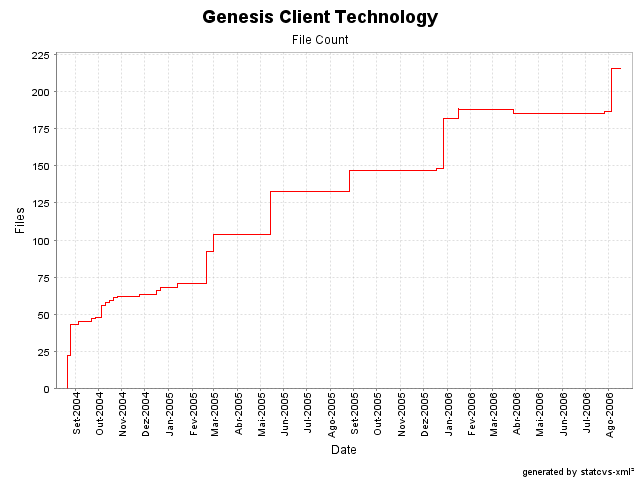 Genesis Client Technology
File Count
225
200
175
150
125
100
75
50
25
0
Files
Set-2004
Out-2004
Nov-2004
Dez-2004
Jan-2005
Fev-2005
Mar-2005
Abr-2005
Mai-2005
Jun-2005
Jul-2005
Ago-2005
Set-2005
Out-2005
Nov-2005
Dez-2005
Jan-2006
Fev-2006
Mar-2006
Abr-2006
Mai-2006
Jun-2006
Jul-2006
Ago-2006
Date
generated by statcvs-xml²